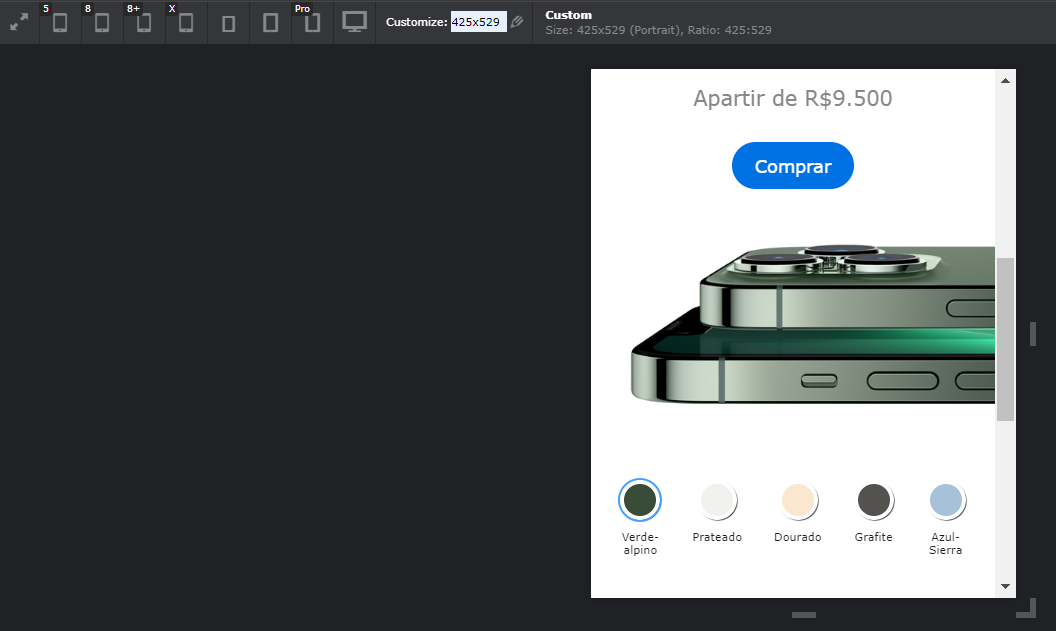 5
8
8+
X
Pro
Customize: 425x529
Custom
Size: 425x529 (Portrait), Ratio: 425:529
Apartir de R$9.500
Comprar
Verde-
alpino
Prateado
Dourado
Grafite
Azul-
Sierra